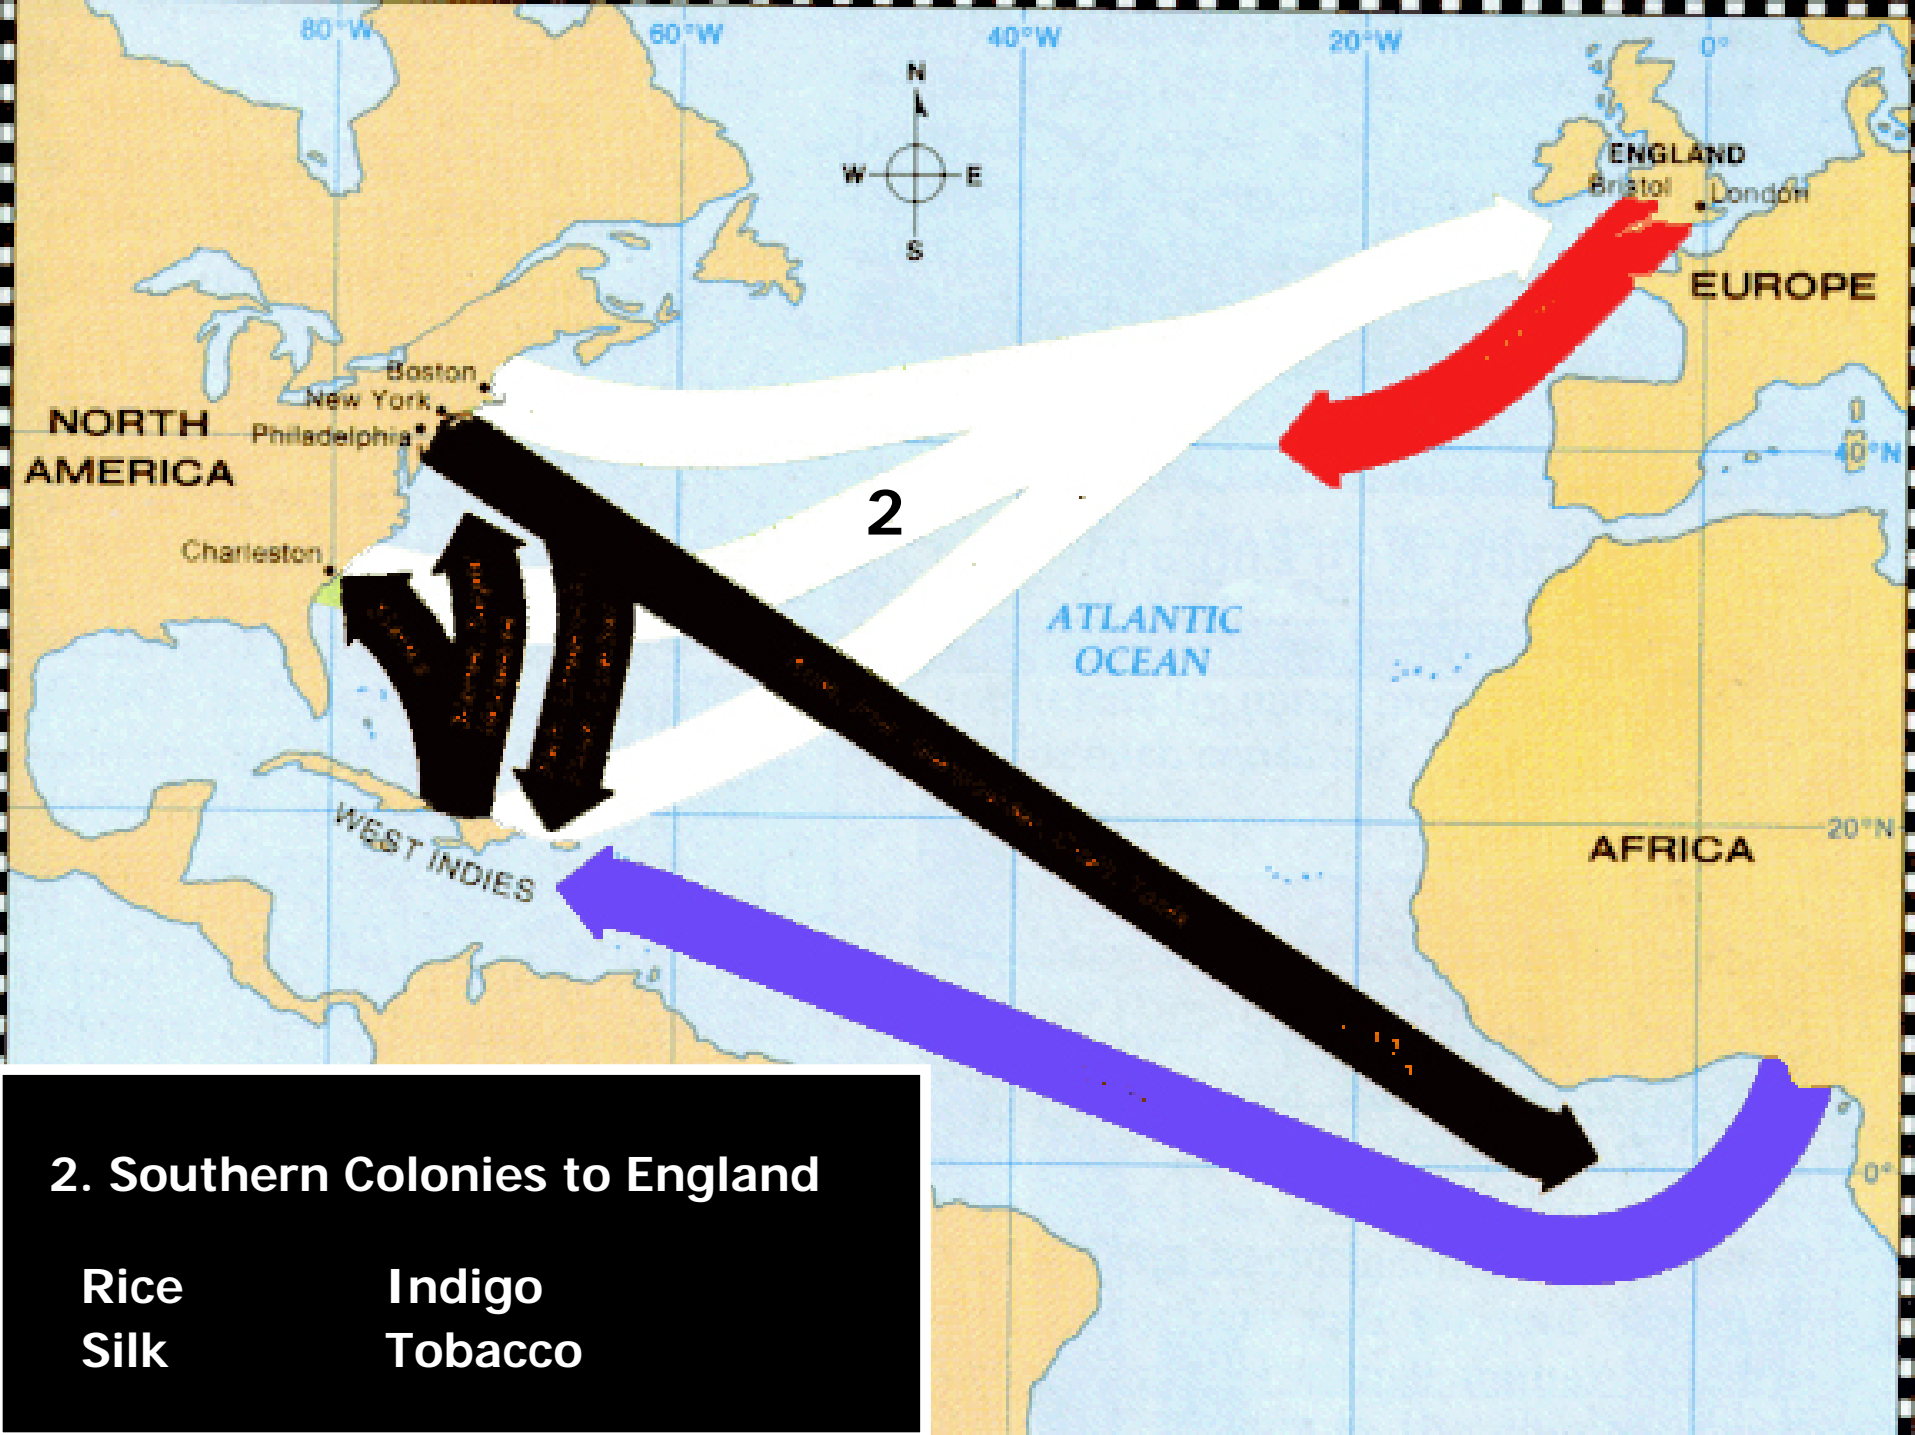 80°W
60°W
40°W
20°W
0°
N
W
E
S
ENGLAND
Bristol
London
EUROPE
Boston
New York
Philadelphia
NORTH
AMERICA
40°N
2
Charleston
ATLANTIC
OCEAN
WEST INDIES
20°N
AFRICA
0°
2. Southern Colonies to England
Rice Indigo
Silk Tobacco